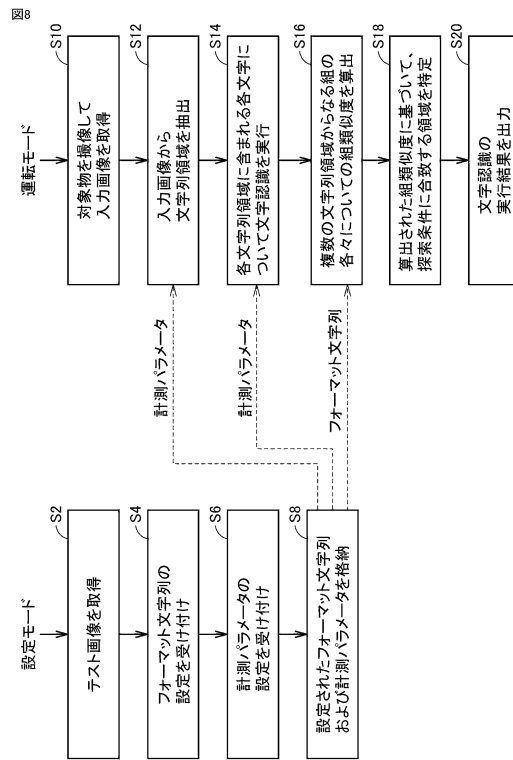 図8
設定モード
S2
テスト画像を取得
S4
フォーマット文字列の
設定を受け付け
S6
計測パラメータの
設定を受け付け
S8
設定されたフォーマット文字列
および計測パラメータを格納
計測パラメータ
計測パラメータ
フォーマット文字列
運転モード
S10
対象物を撮像して
入力画像を取得
S12
入力画像から
文字列領域を抽出
S14
各文字列領域に含まれる各文字に
ついて文字認識を実行
S16
複数の文字列領域からなる組の
各々についての組類似度を算出
S18
算出された組類似度に基づいて、
探索条件に合致する領域を特定
S20
文字認識の
実行結果を出力